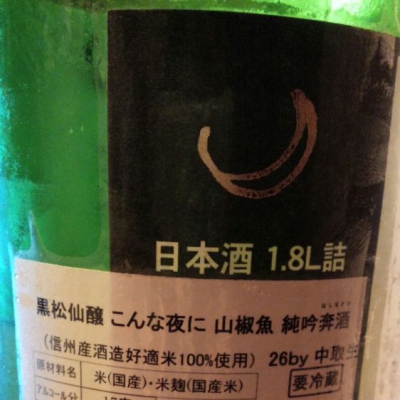 日本酒 1.8L詰
黒松仙醸 こんな夜に 山椒魚 純吟奔酒
(信州産酒造好適米100%使用) 26by 中取生
原材料名 米(国産)・米麹(国産米) 要冷蔵
アルコール分